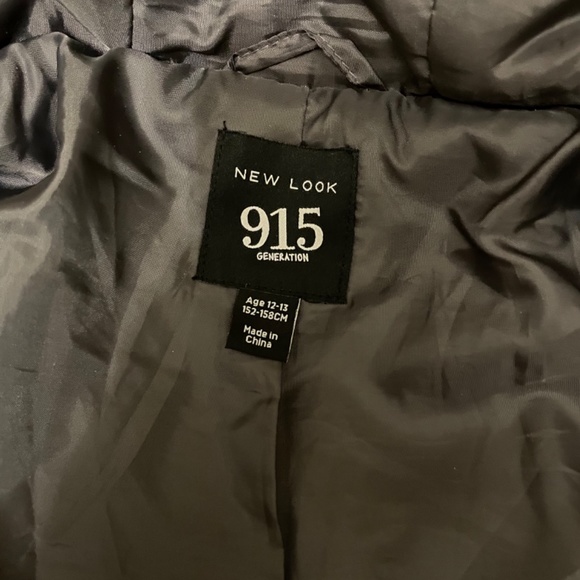 NEW LOOK
915
GENERATION
Age 12-13
152-158CM
Made in
China